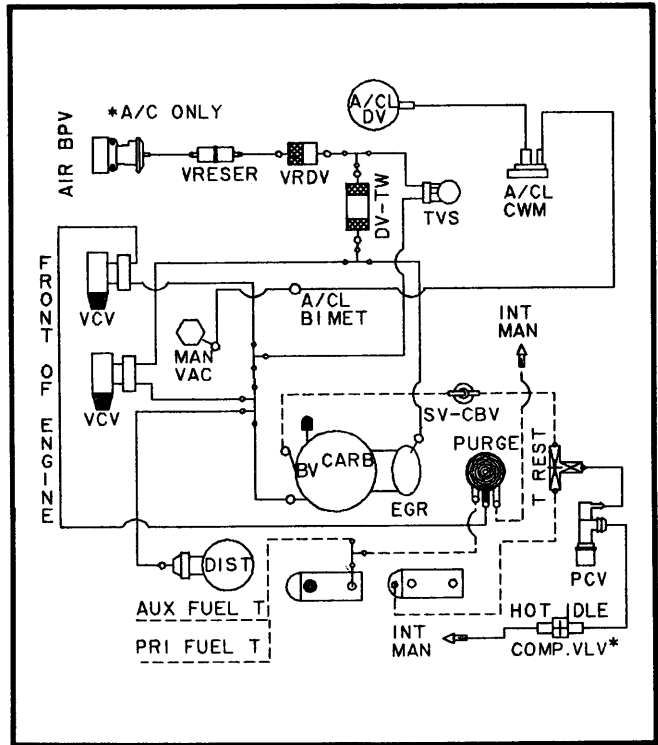 *A/C ONLY
A/CL
DV
AIR BPV
VRESER
VRDV
DV-TW
TVS
A/CL
CWM
FRONT OF ENGINE
VCV
A/CL
BIMET
MAN
VAC
INT
MAN
VCV
SV-CBV
PURGE
T REST
BV
CARB
EGR
DIST
PCV
AUX FUEL T
PRI FUEL T
INT
MAN
HOT IDLE
COMP.VLV*